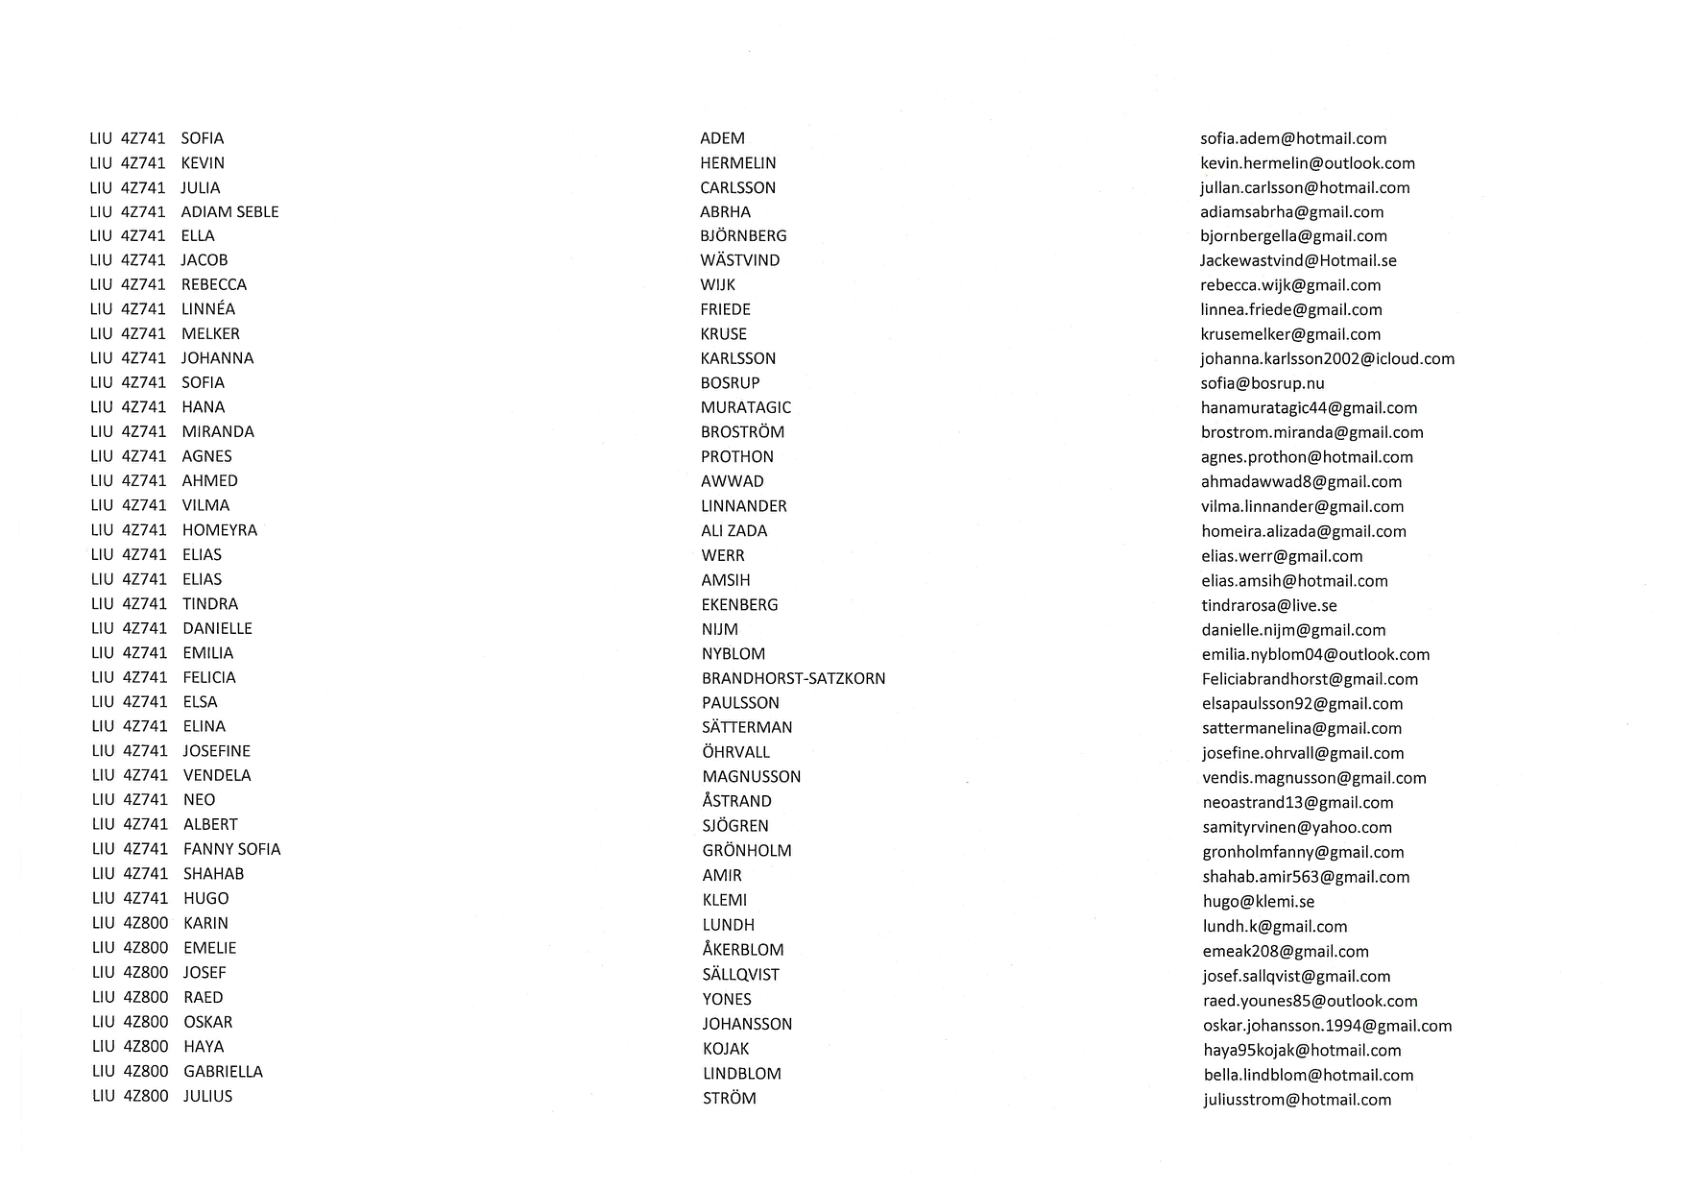 LIU 4Z741 SOFIA ADEM sofia.adem@hotmail.com
LIU 4Z741 KEVIN HERMELIN kevin.hermelin@outlook.com
LIU 4Z741 JULIA CARLSSON jullan.carlsson@hotmail.com
LIU 4Z741 ADIAM SEBLE ABRHA adiamsabrha@gmail.com
LIU 4Z741 ELLA BJÖRNBERG bjornbergella@gmail.com
LIU 4Z741 JACOB WÄSTVIND Jackewastvind@Hotmail.se
LIU 4Z741 REBECCA WIJK rebecca.wijk@gmail.com
LIU 4Z741 LINNÉA FRIEDE linnea.friede@gmail.com
LIU 4Z741 MELKER KRUSE krusemelker@gmail.com
LIU 4Z741 JOHANNA KARLSSON johanna.karlsson2002@icloud.com
LIU 4Z741 SOFIA BOSRUP sofia@bosrup.nu
LIU 4Z741 HANA MURATAGIC hanamuratagic44@gmail.com
LIU 4Z741 MIRANDA BROSTRÖM brostrom.miranda@gmail.com
LIU 4Z741 AGNES PROTHON agnes.prothon@hotmail.com
LIU 4Z741 AHMED AWWAD ahmadawwad8@gmail.com
LIU 4Z741 VILMA LINNANDER vilma.linnander@gmail.com
LIU 4Z741 HOMEYRA ALI ZADA homeira.alizada@gmail.com
LIU 4Z741 ELIAS WERR elias.werr@gmail.com
LIU 4Z741 ELIAS AMSIH elias.amsih@hotmail.com
LIU 4Z741 TINDRA EKENBERG tindrarosa@live.se
LIU 4Z741 DANIELLE NIJM danielle.nijm@gmail.com
LIU 4Z741 EMILIA NYBLOM emilia.nyblom04@outlook.com
LIU 4Z741 FELICIA BRANDHORST-SATZKORN Feliciabrandhorst@gmail.com
LIU 4Z741 ELSA PAULSSON elsapaulsson92@gmail.com
LIU 4Z741 ELINA SÄTTERMAN sattermanelina@gmail.com
LIU 4Z741 JOSEFINE ÖHRVALL josefine.ohrvall@gmail.com
LIU 4Z741 VENDELA MAGNUSSON vendis.magnusson@gmail.com
LIU 4Z741 NEO ÅSTRAND neoastrand13@gmail.com
LIU 4Z741 ALBERT SJÖGREN samityrvinen@yahoo.com
LIU 4Z741 FANNY SOFIA GRÖNHOLM gronholmfanny@gmail.com
LIU 4Z741 SHAHAB AMIR shahab.amir563@gmail.com
LIU 4Z741 HUGO KLEMI hugo@klemi.se
LIU 4Z800 KARIN LUNDH lundh.k@gmail.com
LIU 4Z800 EMELIE ÅKERBLOM emeak208@gmail.com
LIU 4Z800 JOSEF SÄLLQVIST josef.sallqvist@gmail.com
LIU 4Z800 RAED YONES raed.younes85@outlook.com
LIU 4Z800 OSKAR JOHANSSON oskar.johansson.1994@gmail.com
LIU 4Z800 HAYA KOJAK haya95kojak@hotmail.com
LIU 4Z800 GABRIELLA LINDBLOM bella.lindblom@hotmail.com
LIU 4Z800 JULIUS STRÖM juliusstrom@hotmail.com